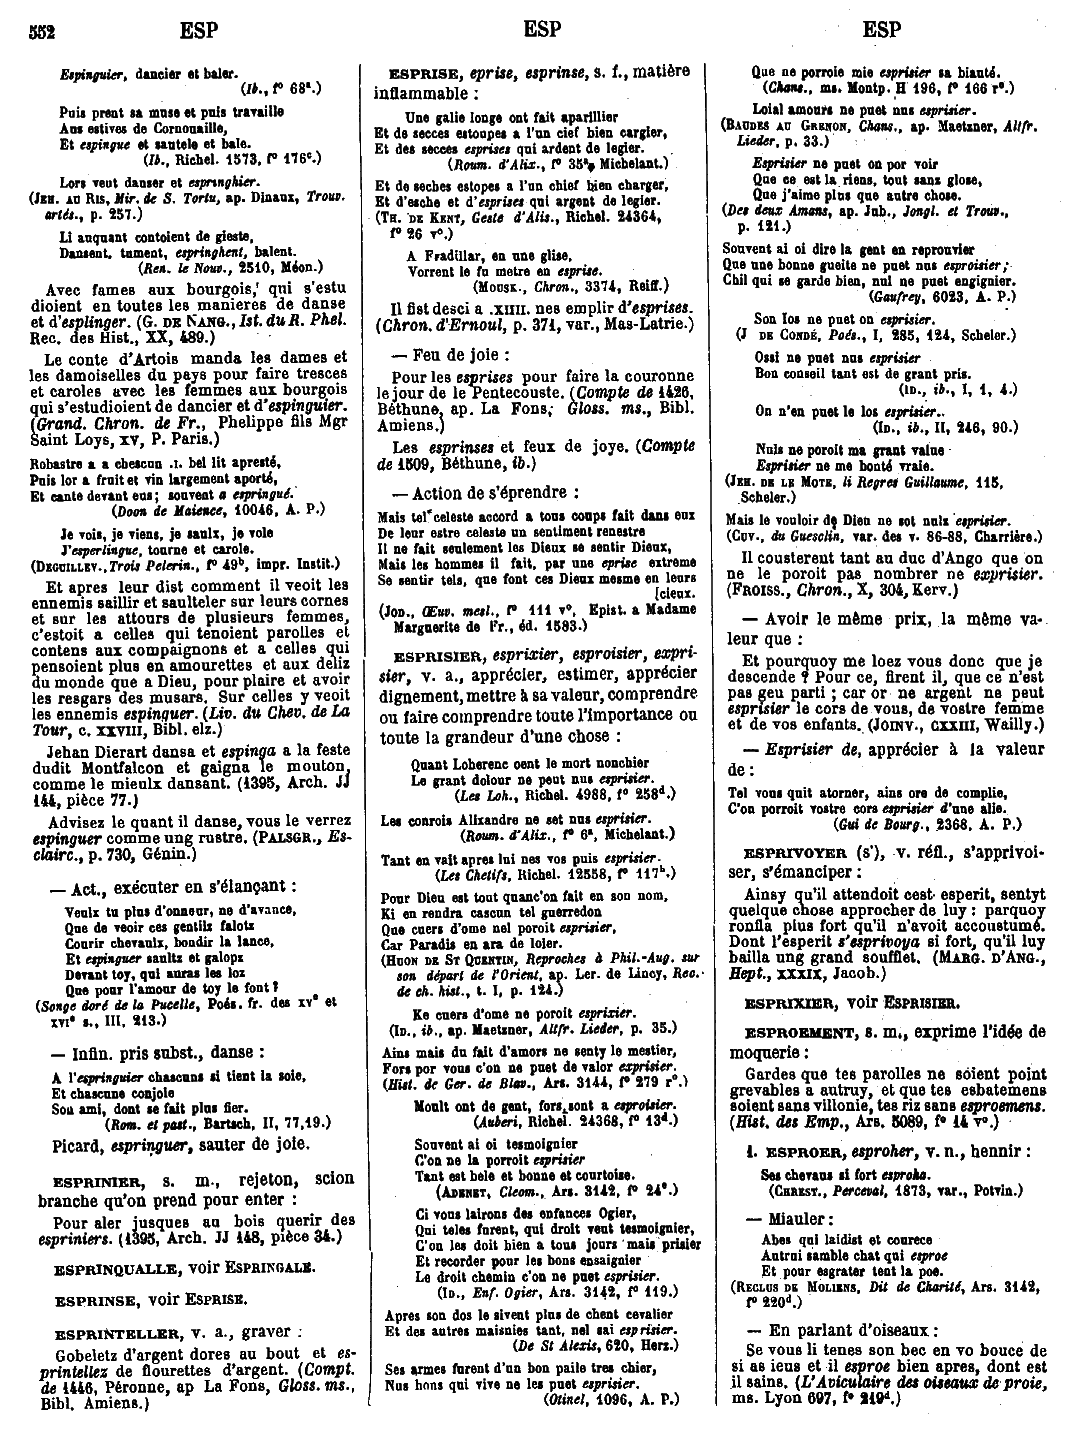 552 ESP ESP ESP
Espinguier, dancier et baler.
(Ib., f° 68ª.)
Puis prent sa muse et puis travaille
Aus estives de Cornouaille,
Et espingue et sautele et bale.
(Ib., Richel. 1573, f° 176ᶜ.)
Lors veut danser et espringhier.
(JEH. AU RIS, Mir. de S. Tortu, ap. Dinaux, Trouv.
artés., p. 257.)
Li auquant contoient de gieste,
Dansent, tument, espringhent, balent.
(Ren. le Nouv., 2510, Méon.)
Avec fames aux bourgois, qui s'estu
dioient en toutes les manieres de danse
et d'esplinger. (G. DE NANG., Ist. du R. Phel.
Rec. des Hist., XX, 489.)
Le conte d'Artois manda les dames et
les damoiselles du pays pour faire tresces
et caroles avec les femmes aux bourgois
qui s'estudioient de dancier et d'espinguier.
(Grand. Chron. de Fr., Phelippe fils Mgr
Saint Loys, XV, P. Paris.)
Robastre a a chescun .I. bel lit apresté,
Puis lor a fruit et vin largement aporté,
Et cante devant eus ; souvent a espringué.
(Doon de Maience, 10046, A. P.)
Je vois, je viens, je saulx, je vole
J'esperlingue, tourne et carole.
(DEGUILLEV., Trois Pelerin., f° 49ᵇ, impr. Instit.)
Et apres leur dist comment il veoit les
ennemis saillir et saulteler sur leurs cornes
et sur les attours de plusieurs femmes,
c'estoit a celles qui tenoient parolles et
contens aux compaignons et a celles qui
pensoient plus en amourettes et aux deliz
du monde que a Dieu, pour plaire et avoir
les resgars des musars. Sur celles y veoit
les ennemis espinguer. (Liv. du Chev. de La
Tour, c. XXVIII, Bibl. elz.)
Jehan Dierart dansa et espinga a la feste
dudit Montfalcon et gaigna le mouton,
comme le mieulx dansant. (1395, Arch. JJ
144, pièce 77.)
Advisez le quant il danse, vous le verrez
espinguer comme ung rustre. (PALSGR., Es-
clairc., p. 730, Génin.)
— Act., exécuter en s'élançant :
Veulx tu plus d'onneur, ne d'avance,
Que de veoir ces gentilz falotz
Courir chevaulx, bondir la lance,
Et espinguer saultz et galopz
Devant toy, qui auras les loz
Que pour l'amour de toy le font ?
(Songe doré de la Pucelle, Poés. fr. des XVᵉ et
XVIᵉ s., III, 213.)
— Infin. pris subst., danse :
A l'espringuier chascuns si tient la soie,
Et chascune conjoie
Son ami, dont se fait plus fier.
(Rom. et past., Bartsch, II, 77,19.)
Picard, espringuer, sauter de joie.
ESPRINIER, s. m., rejeton, scion
branche qu'on prend pour enter :
Pour aler jusques au bois querir des
espriniers. (1395, Arch. JJ 148, pièce 34.)
ESPRINQUALLE, voir ESPRINGALE.
ESPRINSE, voir ESPRISE.
ESPRINTELLER, v. a., graver :
Gobeletz d'argent dores au bout et es-
printellez de flourettes d'argent. (Compt.
de 1446, Péronne, ap La Fons, Gloss. ms.,
Bibl. Amiens.)
ESPRISE, eprise, esprinse, s. f., matière
inflammable :
Une galie longe ont fait aparillier
Et de secces estoupes a l'un cief bien cargier,
Et des secces esprises qui ardent de legier.
(Roum. d'Alix., f° 35ª, Michelant.)
Et de seches estopes a l'un chief bien charger,
Et d'esche et d'esprises qui argent de legier.
(TH. DE KENT, Geste d'Alis., Richel. 24364,
f° 26 v°.)
A Fradillar, en une glise,
Vorrent le fu metre en esprise.
(MOUSK., Chron., 3374, Reiff.)
Il fist desci a .XIIII. nes emplir d'esprises.
(Chron. d'Ernoul, p. 371, var., Mas-Latrie.)
— Feu de joie :
Pour les esprises pour faire la couronne
le jour de le Pentecouste. (Compte de 1426,
Béthune, ap. La Fons, Gloss. ms., Bibl.
Amiens.)
Les esprinses et feux de joye. (Compte
de 1509, Béthune, ib.)
— Action de s'éprendre :
Mais tel celeste accord a tous coups fait dans eux
De leur estre celeste un sentiment renestre
Il ne fait seulement les Dieux se sentir Dieux,
Mais les hommes il fait, par une eprise extreme
Se sentir tels, que font ces Dieux mesme en leurs
[cieux.
(JOD., Œuv. mesl., f° 111 v°, Epist. a Madame
Marguerite de Fr., éd. 1583.)
ESPRISIER, esprixier, esproisier, expri-
sier, v. a., apprécier, estimer, apprécier
dignement, mettre à sa valeur, comprendre
ou faire comprendre toute l'importance ou
toute la grandeur d'une chose :
Quant Loherenc oent le mort nonchier
Le grant dolour ne peut nus esprisier.
(Les Loh., Richel. 4988, f° 258ᵈ.)
Les conrois Alixandre ne set nus esprisier.
(Roum. d'Alix., f° 6ª, Michelant.)
Tant en vait apres lui nes vos puis esprisier.
(Les Chetifs, Richel. 12558, f° 117ᵇ.)
Pour Dieu est tout quanc'on fait en son nom,
Ki en rendra cascun tel guerredon
Que cuers d'ome nel poroit esprisier,
Car Paradis en ara de loier.
(HUON DE ST QUENTIN, Reproches à Phil.-Aug. sur
son départ de l'Orient, ap. Ler. de Lincy, Rec.
de ch. hist., t. I, p. 124.)
Ke cuers d'ome ne poroit esprixier.
(ID., ib., ap. Maetzner, Altfr. Lieder, p. 35.)
Ains mais du fait d'amors ne senty le mestier,
Fors por vous c'on ne puet de valor exprisier.
(Hist. de Ger. de Blav., Ars. 3144, f° 279 r°.)
Moult ont de gent, fors sont a esproisier.
(Auberi, Richel. 24368, f° 13ᵈ.)
Souvent ai oi tesmoignier
C'on ne la porroit esprisier
Tant est bele et bonne et courtoise.
(ADENET, Cleom., Ars. 3142, f° 24ª.)
Ci vous lairons des enfances Ogier,
Qui teles furent, qui droit veut tesmoignier,
C'on les doit bien a tous jours mais prisier
Et recorder pour les bons ensaignier
Le droit chemin c'on ne puet esprisier.
(ID., Enf. Ogier, Ars. 3142, f° 119.)
Apres son dos le sivent plus de chent cevalier
Et des autres maisnies tant, nel sai esprisier.
(De St Alexis, 620, Herz.)
Ses armes furent d'un bon paile tres chier,
Nus hons qui vive ne les puet esprisier.
(Otinel, 1096, A. P.)
Que ne porroie mie esprisier sa biauté.
(Chans., ms. Montp. H 196, f° 166 r°.)
Loial amours ne puet nus esprisier.
(BAUDES AU GRENON, Chans., ap. Maetzner, Altfr.
Lieder, p. 33.)
Esprisier ne puet on por voir
Que ce est la riens, tout sans glose,
Que j'aime plus que autre chose.
(Des deux Amans, ap. Jub., Jongl. et Trouv.,
p. 121.)
Souvent ai oi dire la gent en reprouvier
Que une bonne gueite ne puet nus esproisier ;
Chil qui se garde bien, nul ne puet engignier.
(Gaufrey, 6023, A. P.)
Son los ne puet on esprisier.
(J DE CONDÉ, Poés., I, 285, 124, Scheler.)
Ossi ne puet nus esprisier
Bon conseil tant est de grant pris.
(ID., ib., I, 1, 4.)
On n'en puet le los esprisier..
(ID., ib., II, 246, 90.)
Nuls ne poroit ma grant value
Esprisier ne me bonté vraie.
(JEH. DE LE MOTE, li Regres Guillaume, 115,
Scheler.)
Mais le vouloir de Dieu ne sot nulz esprisier.
(CUV., du Guesclin, var. des v. 86-88, Charrière.)
Il cousterent tant au duc d'Ango que on
ne le poroit pas nombrer ne exprisier.
(FROISS., Chron., X, 304, Kerv.)
— Avoir le même prix, la même va-
leur que :
Et pourquoy me loez vous donc que je
descende ? Pour ce, firent il, que ce n'est
pas geu parti ; car or ne argent ne peut
esprisier le cors de vous, de vostre femme
et de vos enfants. (JOINV., CXXIII, Wailly.)
— Esprisier de, apprécier à la valeur
de :
Tel vous quit atorner, ains ore de complie,
C'on porroit vostre cors esprisier d'une alie.
(Gui de Bourg., 2368, A. P.)
ESPRIVOYER (s'), v. réfl., s'apprivoi-
ser, s'émanciper :
Ainsy qu'il attendoit cest esperit, sentyt
quelque chose approcher de luy : parquoy
ronfla plus fort qu'il n'avoit accoustumé.
Dont l'esperit s'esprivoya si fort, qu'il luy
bailla ung grand soufflet. (MARG. D'ANG.,
Hept., XXXIX, Jacob.)
ESPRIXIER, voir ESPRISIER.
ESPROEMENT, s. m., exprime l'idée de
moquerie :
Gardes que tes parolles ne soient point
grevables a autruy, et que tes esbatemens
soient sans villonie, tes riz sans esproemens.
(Hist. des Emp., Ars. 5089, f° 14 v°.)
1. ESPROER, esproher, v. n., hennir :
Ses chevaus si fort esproha.
(CHREST., Perceval, 1873, var., Potvin.)
— Miauler :
Abes qui laidist et courece
Autrui samble chat qui esproe
Et pour esgrater tent la poe.
(RECLUS DE MOLIENS, Dit de Charité, Ars. 3142,
f° 220ᵈ.)
— En parlant d'oiseaux :
Se vous li tenes son bec en vo bouce de
si as ieus et il esproe bien apres, dont est
il sains. (L'Aviculaire des oiseaux de proie,
ms. Lyon 697, f° 219ᵈ.)